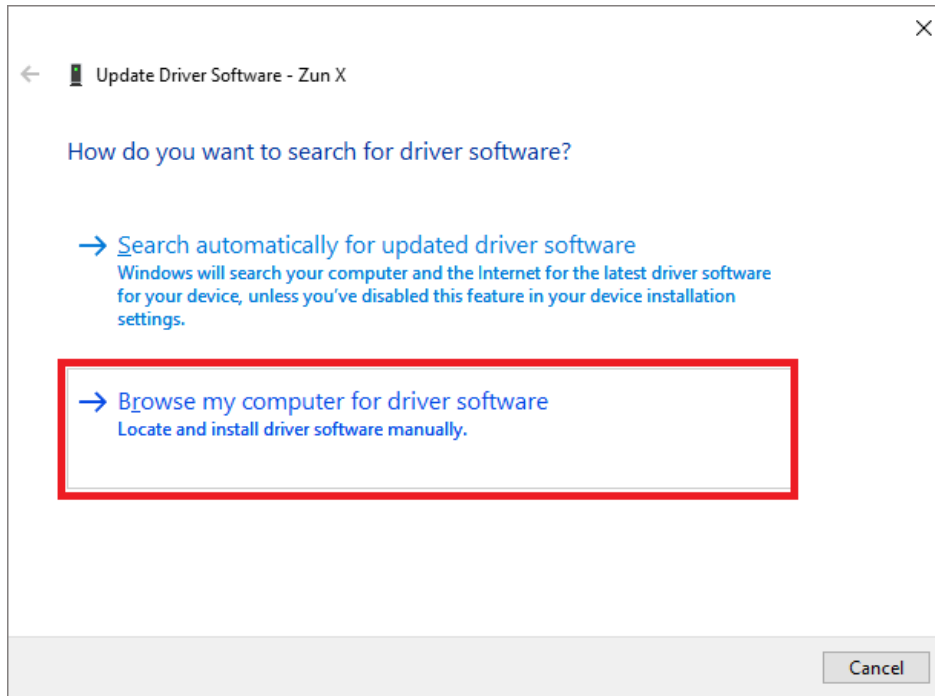 Update Driver Software - Zun X
How do you want to search for driver software?
Search automatically for updated driver software
Windows will search your computer and the Internet for the latest driver software
for your device, unless you've disabled this feature in your device installation
settings.
Browse my computer for driver software
Locate and install driver software manually.
Cancel